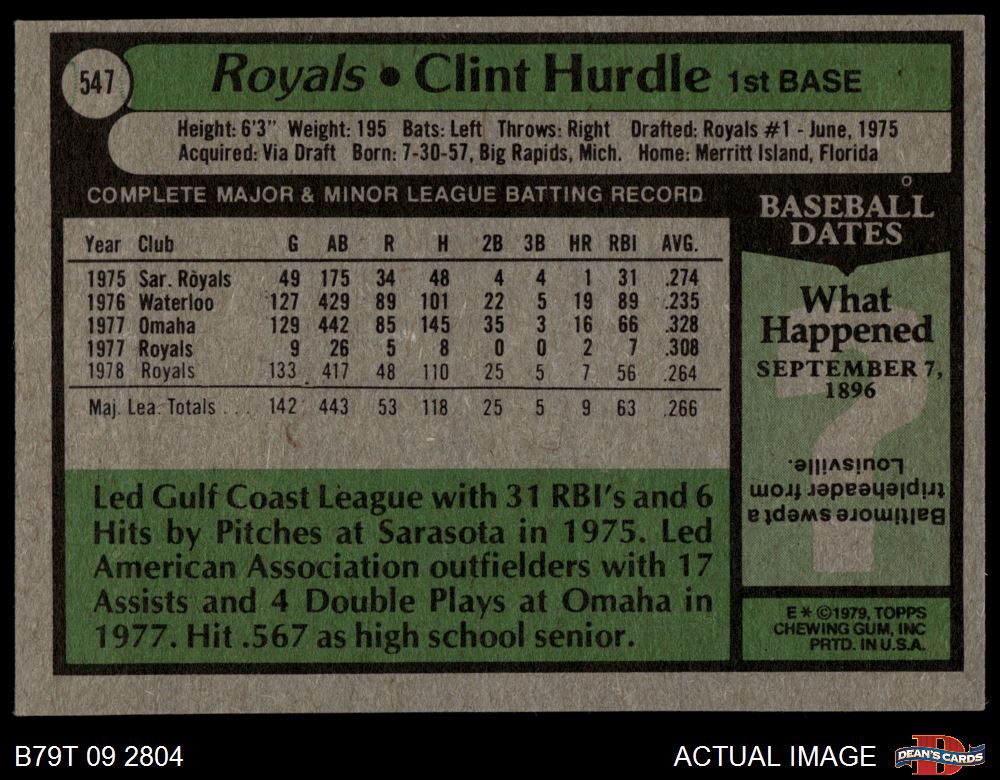 547
Royals • Clint Hurdle 1st BASE
Height: 6'3" Weight: 195 Bats: Left Throws: Right Drafted: Royals #1 - June, 1975
Acquired: Via Draft Born: 7-30-57, Big Rapids, Mich. Home: Merritt Island, Florida
COMPLETE MAJOR & MINOR LEAGUE BATTING RECORD
Year Club G AB R H 2B 3B HR RBI AVG.
1975 Sar. Royals 49 175 34 48 4 4 1 31 .274
1976 Waterloo 127 429 89 101 22 5 19 89 .235
1977 Omaha 129 442 85 145 35 3 16 66 .328
1977 Royals 9 26 5 8 0 0 2 7 .308
1978 Royals 133 417 48 110 25 5 7 56 .264
Maj. Lea. Totals . . . . 142 443 53 118 25 5 9 63 .266
Led Gulf Coast League with 31 RBI's and 6
Hits by Pitches at Sarasota in 1975. Led
American Association outfielders with 17
Assists and 4 Double Plays at Omaha in
1977. Hit .567 as high school senior.
BASEBALL
DATES
What
Happened
SEPTEMBER 7,
1896
Baltimore swept a
tripleheader from
Louisville.
E * ©1979, TOPPS
CHEWING GUM, INC
PRTD. IN U.S.A.
B79T 09 2804
ACTUAL IMAGE
DEAN'S CARDS